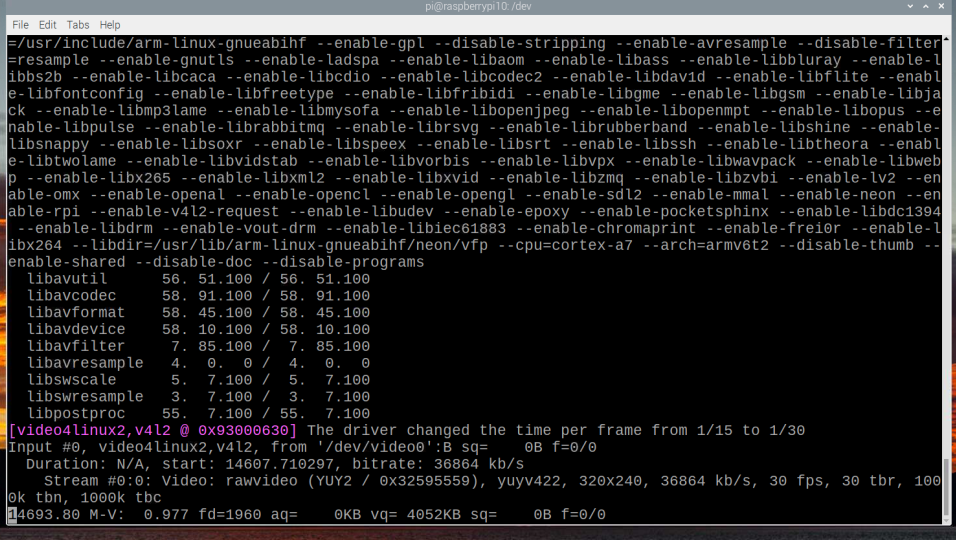 pi@raspberrypi10: /dev
File Edit Tabs Help
=/usr/include/arm-linux-gnueabihf --enable-gpl --disable-stripping --enable-avresample --disable-filter
=resample --enable-gnutls --enable-ladspa --enable-libaom --enable-libass --enable-libbluray --enable-l
ibbs2b --enable-libcaca --enable-libcdio --enable-libcodec2 --enable-libdav1d --enable-libflite --enabl
e-libfontconfig --enable-libfreetype --enable-libfribidi --enable-libgme --enable-libgsm --enable-libja
ck --enable-libmp3lame --enable-libmysofa --enable-libopenjpeg --enable-libopenmpt --enable-libopus --e
nable-libpulse --enable-librabbitmq --enable-librsvg --enable-librubberband --enable-libshine --enable-
libsnappy --enable-libsoxr --enable-libspeex --enable-libsrt --enable-libssh --enable-libtheora --enabl
e-libtwolame --enable-libvidstab --enable-libvorbis --enable-libvpx --enable-libwavpack --enable-libweb
p --enable-libx265 --enable-libxml2 --enable-libxvid --enable-libzmq --enable-libzvbi --enable-lv2 --en
able-omx --enable-openal --enable-opencl --enable-opengl --enable-sdl2 --enable-mmal --enable-neon --en
able-rpi --enable-v4l2-request --enable-libudev --enable-epoxy --enable-pocketsphinx --enable-libdc1394
--enable-libdrm --enable-vout-drm --enable-libiec61883 --enable-chromaprint --enable-frei0r --enable-l
ibx264 --libdir=/usr/lib/arm-linux-gnueabihf/neon/vfp --cpu=cortex-a7 --arch=armv6t2 --disable-thumb --
enable-shared --disable-doc --disable-programs
libavutil 56. 51.100 / 56. 51.100
libavcodec 58. 91.100 / 58. 91.100
libavformat 58. 45.100 / 58. 45.100
libavdevice 58. 10.100 / 58. 10.100
libavfilter 7. 85.100 / 7. 85.100
libavresample 4. 0. 0 / 4. 0. 0
libswscale 5. 7.100 / 5. 7.100
libswresample 3. 7.100 / 3. 7.100
libpostproc 55. 7.100 / 55. 7.100
[video4linux2,v4l2 @ 0x93000630] The driver changed the time per frame from 1/15 to 1/30
Input #0, video4linux2,v4l2, from '/dev/video0':B sq= 0B f=0/0
Duration: N/A, start: 14607.710297, bitrate: 36864 kb/s
Stream #0:0: Video: rawvideo (YUY2 / 0x32595559), yuyv422, 320x240, 36864 kb/s, 30 fps, 30 tbr, 100
0k tbn, 1000k tbc
14693.80 M-V: 0.977 fd=1960 aq= 0KB vq= 4052KB sq= 0B f=0/0